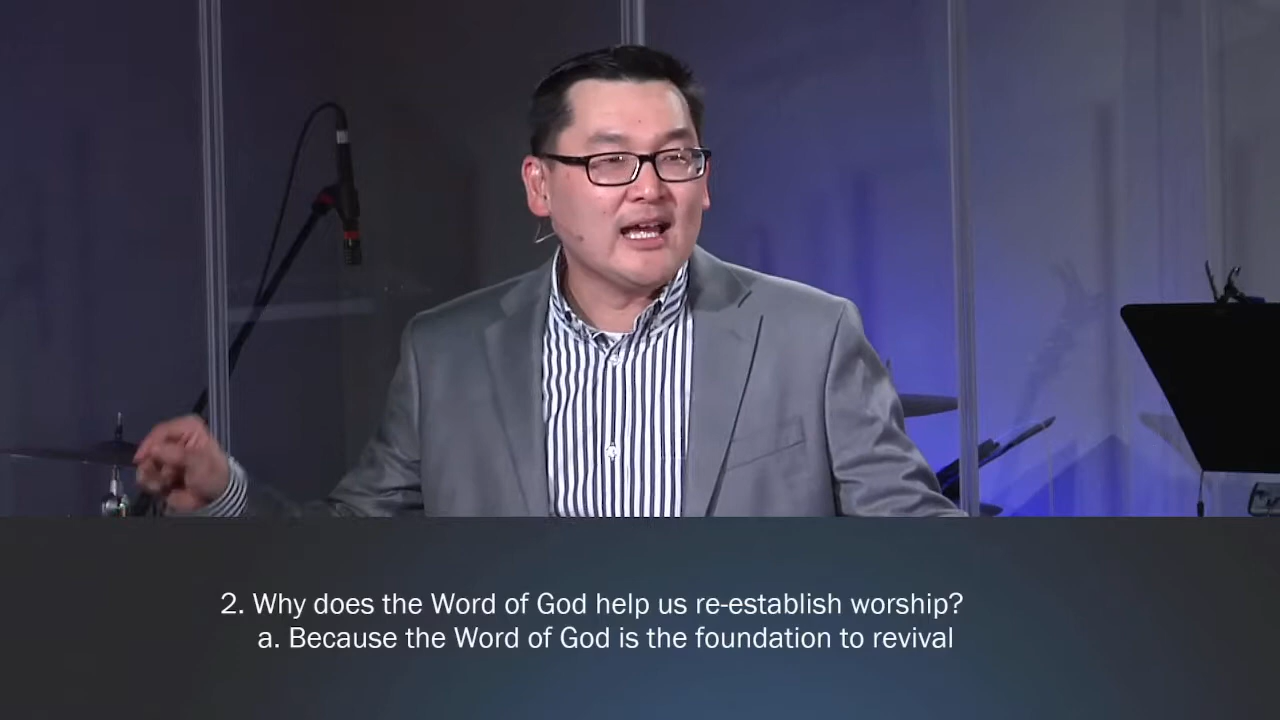 2. Why does the Word of God help us re-establish worship?
a. Because the Word of God is the foundation to revival